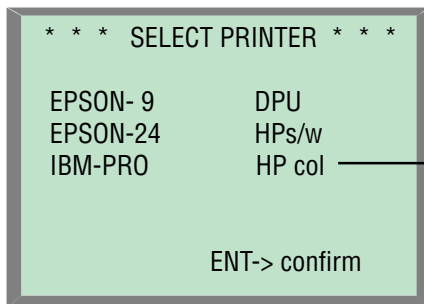 * * * SELECT PRINTER * * *
EPSON- 9 DPU
EPSON-24 HPs/w
IBM-PRO HP col
ENT-> confirm